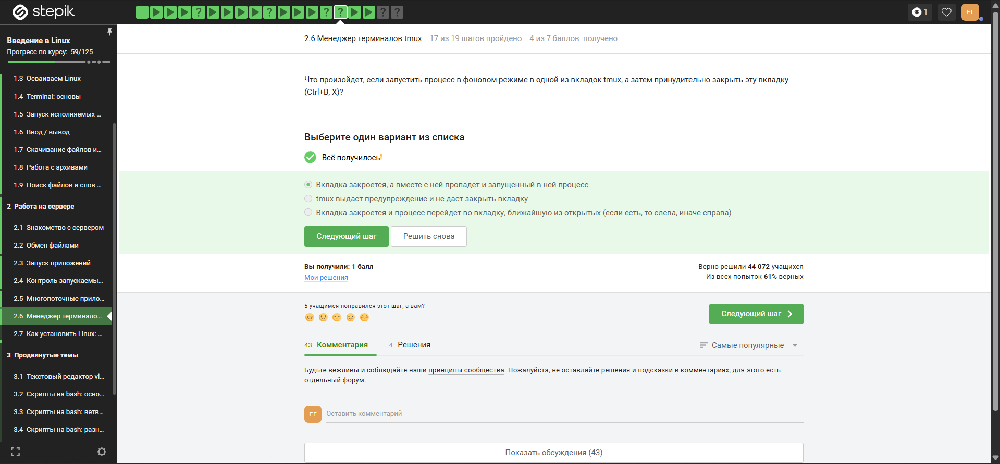 stepik
? ? ? ? ? ?
1
ЕГ
Введение в Linux
Прогресс по курсу: 59/125
1.3 Осваиваем Linux
1.4 Terminal: основы
1.5 Запуск исполняемых ...
1.6 Ввод / вывод
1.7 Скачивание файлов и...
1.8 Работа с архивами
1.9 Поиск файлов и слов ...
2 Работа на сервере
2.1 Знакомство с сервером
2.2 Обмен файлами
2.3 Запуск приложений
2.4 Контроль запускаемы...
2.5 Многопоточные прило...
2.6 Менеджер терминало...
2.7 Как установить Linux: ...
3 Продвинутые темы
3.1 Текстовый редактор vi...
3.2 Скрипты на bash: осно...
3.3 Скрипты на bash: ветв...
3.4 Скрипты на bash: разн...
2.6 Менеджер терминалов tmux 17 из 19 шагов пройдено 4 из 7 баллов получено
Что произойдет, если запустить процесс в фоновом режиме в одной из вкладок tmux, а затем принудительно закрыть эту вкладку
(Ctrl+B, X)?
Выберите один вариант из списка
Всё получилось!
Вкладка закроется, а вместе с ней пропадет и запущенный в ней процесс
tmux выдаст предупреждение и не даст закрыть вкладку
Вкладка закроется и процесс перейдет во вкладку, ближайшую из открытых (если есть, то слева, иначе справа)
Следующий шаг Решить снова
Вы получили: 1 балл
Мои решения
Верно решили 44 072 учащихся
Из всех попыток 61% верных
5 учащимся понравился этот шаг, а вам?
Следующий шаг
43 Комментария 4 Решения Самые популярные
Будьте вежливы и соблюдайте наши принципы сообщества. Пожалуйста, не оставляйте решения и подсказки в комментариях, для этого есть
отдельный форум.
ЕГ Оставить комментарий
Показать обсуждения (43)